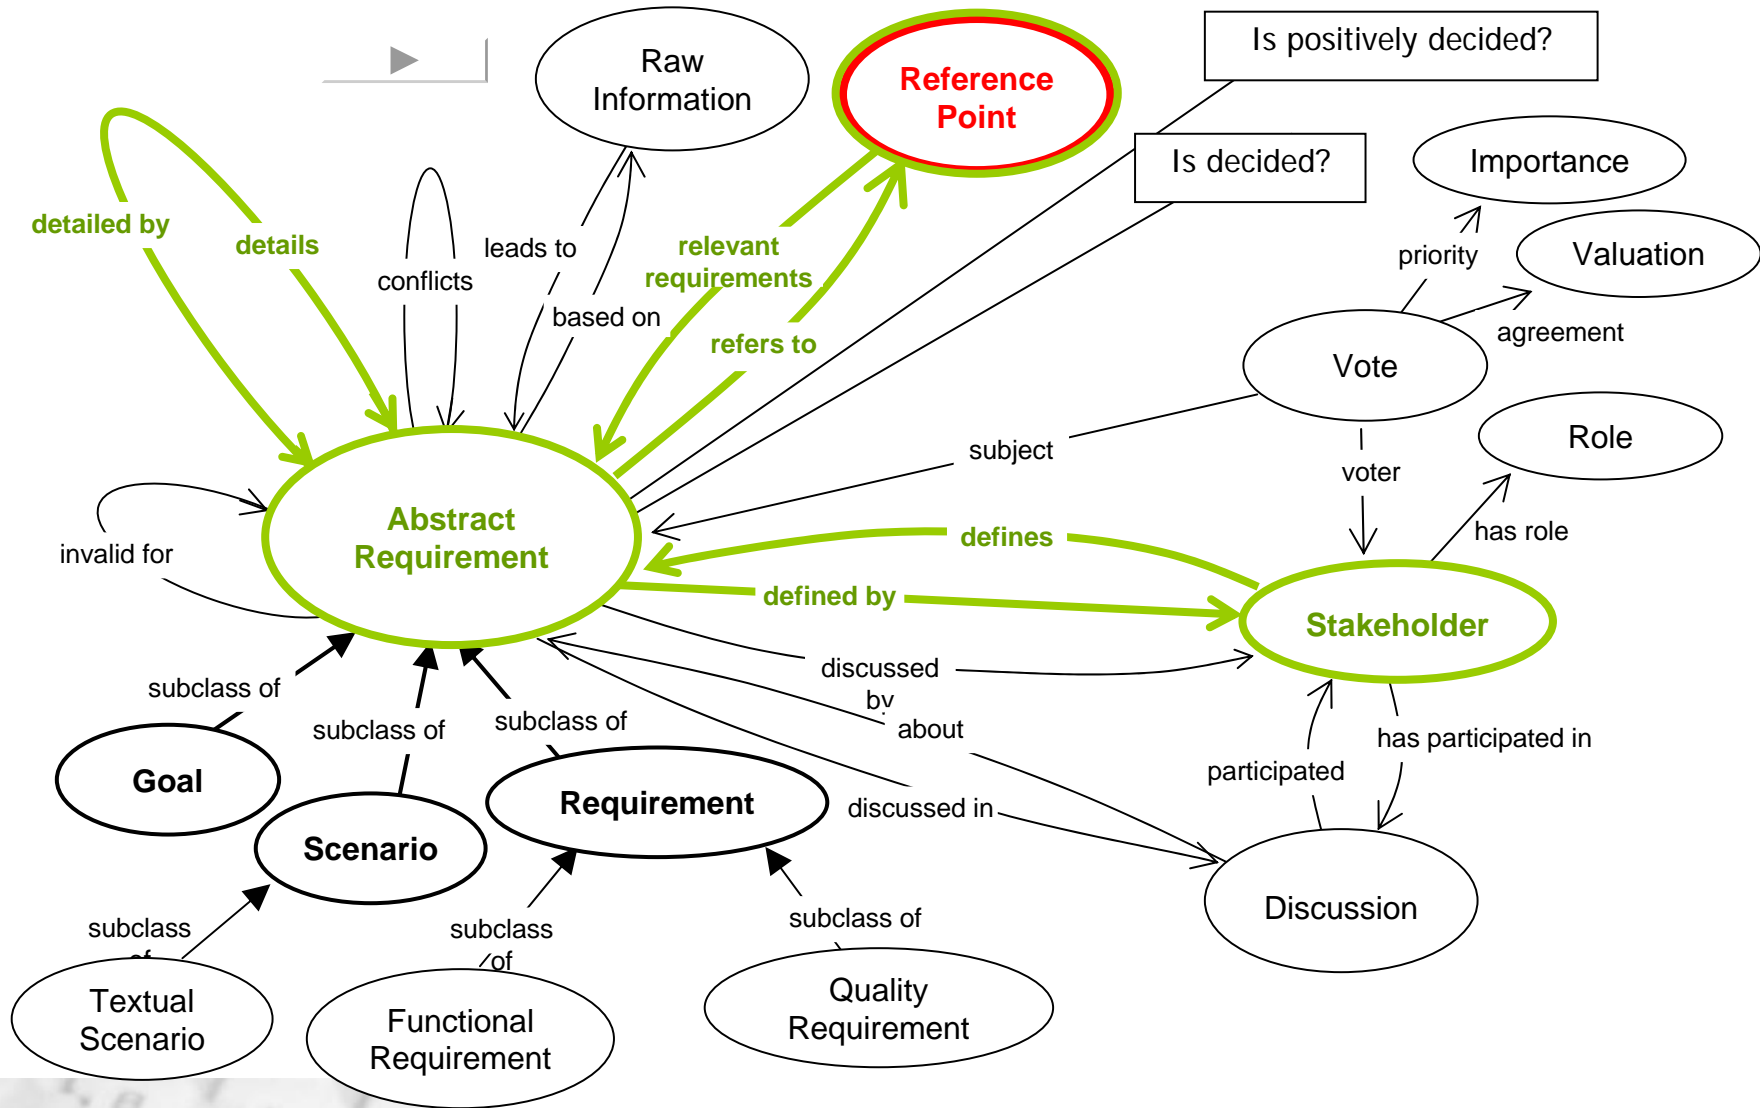 Is positively decided?
Raw
Information
Reference
Point
Is decided?
Importance
detailed by
details
leads to
conflicts
relevant
requirements
priority
Valuation
based on
refers to
agreement
Vote
Role
subject
voter
has role
Abstract
Requirement
invalid for
defines
defined by
Stakeholder
discussed
by
about
subclass of
subclass of
subclass of
has participated in
participated
Goal
Scenario
Requirement
discussed in
Discussion
subclass
of
subclass
of
subclass of
Textual
Scenario
Functional
Requirement
Quality
Requirement